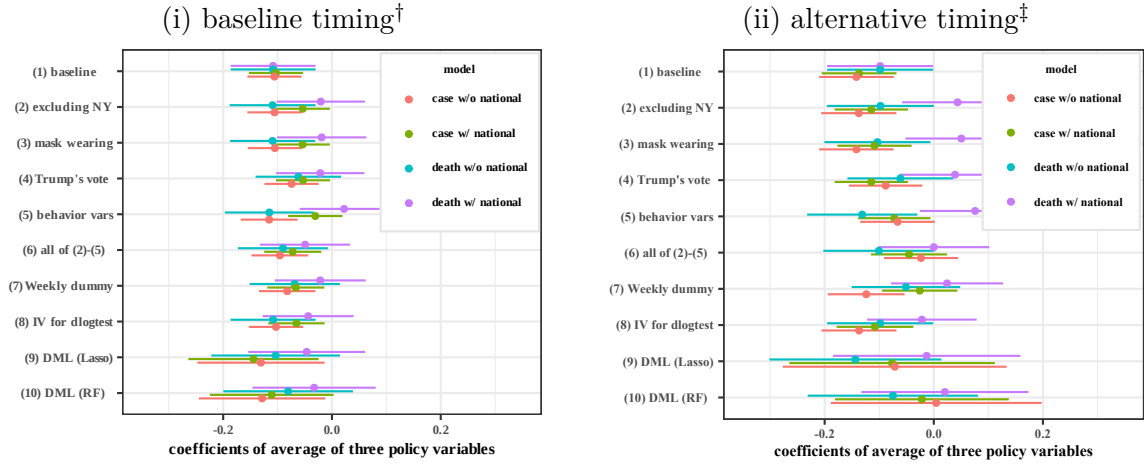 (i) baseline timing†
(1) baseline
(2) excluding NY
(3) mask wearing
(4) Trump's vote
(5) behavior vars
(6) all of (2)-(5)
(7) Weekly dummy
(8) IV for dlogtest
(9) DML (Lasso)
(10) DML (RF)
model
case w/o national
case w/ national
death w/o national
death w/ national
-0.2 0.0 0.2
coefficients of average of three policy variables
(ii) alternative timing‡
(1) baseline
(2) excluding NY
(3) mask wearing
(4) Trump's vote
(5) behavior vars
(6) all of (2)-(5)
(7) Weekly dummy
(8) IV for dlogtest
(9) DML (Lasso)
(10) DML (RF)
model
case w/o national
case w/ national
death w/o national
death w/ national
-0.2 0.0 0.2
coefficients of average of three policy variables